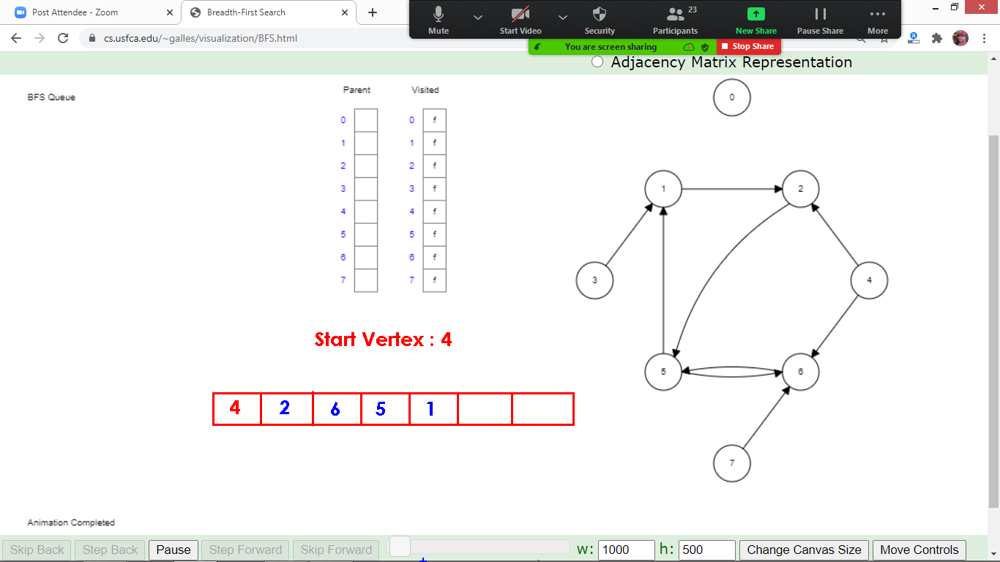 Post Attendee - Zoom
Breadth-First Search
cs.usfca.edu/~galles/visualization/BFS.html
Mute
Start Video
Security
23
Participants
New Share
Pause Share
More
You are screen sharing
Stop Share
Adjacency Matrix Representation
BFS Queue
Parent Visited
0 0 f
1 1 f
2 2 f
3 3 f
4 4 f
5 5 f
6 6 f
7 7 f
0
1 2
3 4
5 6
7
Start Vertex : 4
4 2 6 5 1
Animation Completed
Skip Back Step Back Pause Step Forward Skip Forward w: 1000 h: 500 Change Canvas Size Move Controls